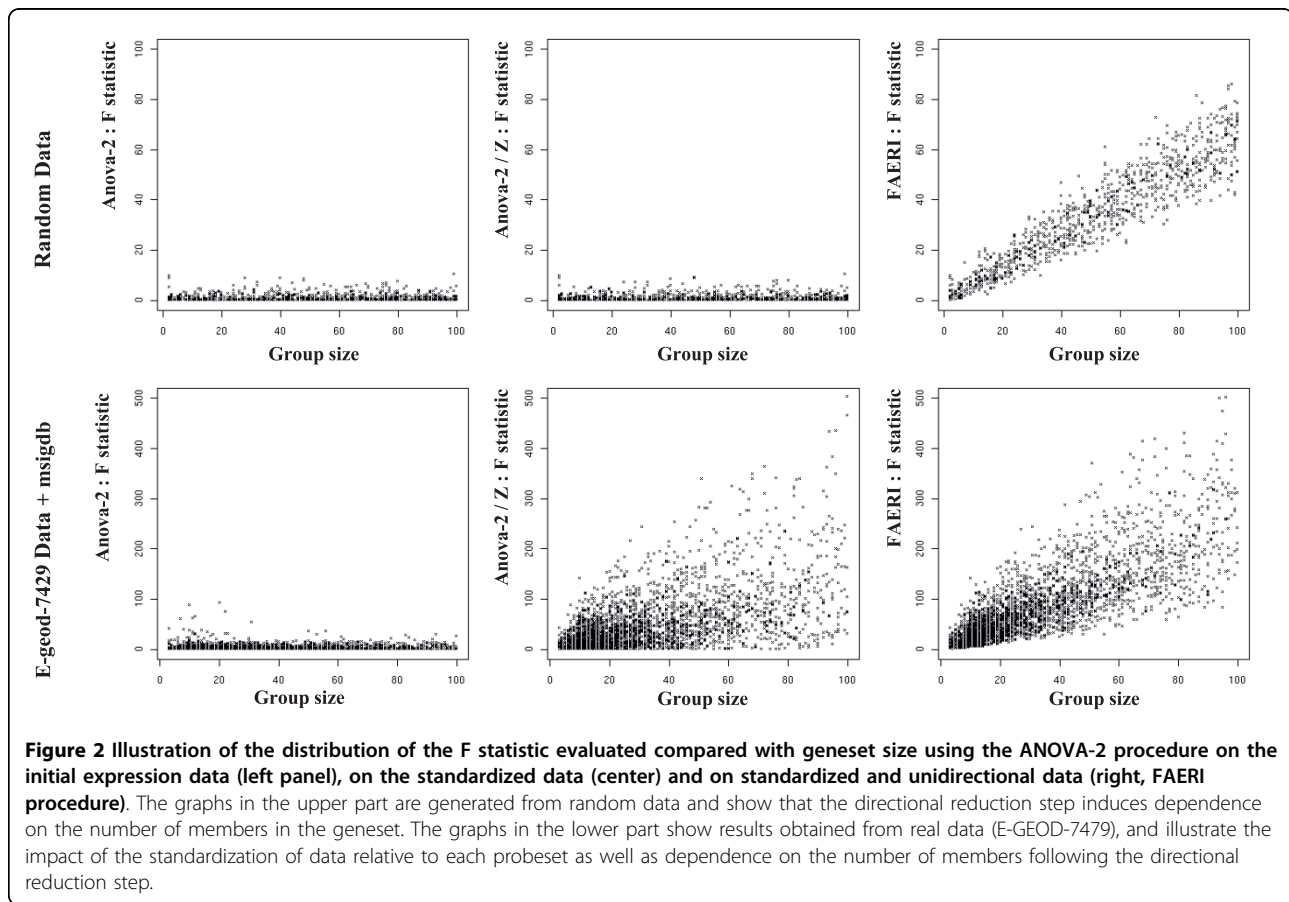 Random Data
Anova-2 : F statistic
100
80
60
40
20
0
0 20 40 60 80 100
Group size
Anova-2 / Z : F statistic
100
80
60
40
20
0
0 20 40 60 80 100
Group size
FAERI : F statistic
100
80
60
40
20
0
0 20 40 60 80 100
Group size
E-geod-7429 Data + msigdb
Anova-2 : F statistic
500
400
300
200
100
0
0 20 40 60 80 100
Group size
Anova-2 / Z : F statistic
500
400
300
200
100
0
0 20 40 60 80 100
Group size
FAERI : F statistic
500
400
300
200
100
0
0 20 40 60 80 100
Group size
Figure 2 Illustration of the distribution of the F statistic evaluated compared with geneset size using the ANOVA-2 procedure on the
initial expression data (left panel), on the standardized data (center) and on standardized and unidirectional data (right, FAERI
procedure). The graphs in the upper part are generated from random data and show that the directional reduction step induces dependence
on the number of members in the geneset. The graphs in the lower part show results obtained from real data (E-GEOD-7479), and illustrate the
impact of the standardization of data relative to each probeset as well as dependence on the number of members following the directional
reduction step.